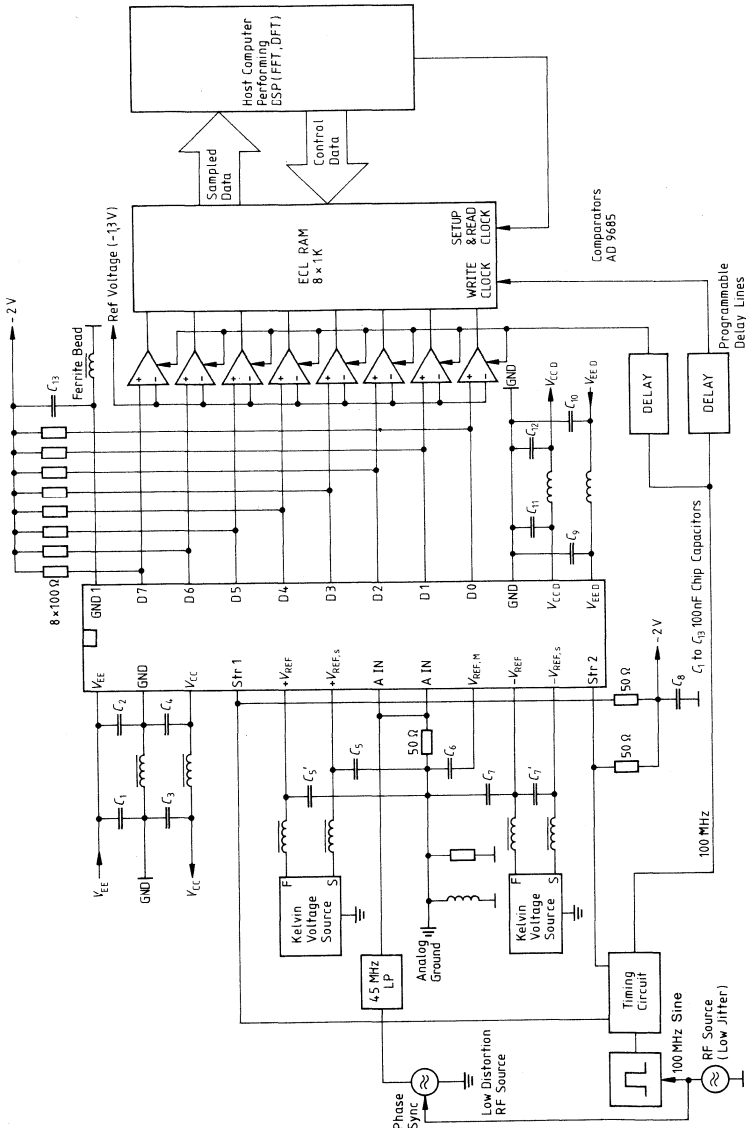 Host Computer
Performing
DSP(FFT,DFT)
Sampled
Data
Control
Data
ECL RAM
8×1K
WRITE
CLOCK
SETUP
& READ
CLOCK
Comparators
AD 9685
Ref Voltage (-1,3 V)
- 2 V
Ferrite Bead
C13
8×100 Ω
+
-
+
-
+
-
+
-
+
-
+
-
+
-
+
-
GND
VCC D
VEE D
C12
C10
C11
C9
DELAY
DELAY
Programmable
Delay Lines
GND 1
D7
D6
D5
D4
D3
D2
D1
D0
GND
VCC D
VEE D
VEE
GND
VCC
Str 1
+VREF
+VREF,S
A IN
A IN
VREF,M
-VREF
-VREF,S
Str 2
C2
C4
C1
C3
VEE
GND
VCC
C5'
C5
50 Ω
C6
C7
C7'
50 Ω
50 Ω
-2V
C8
C1 to C13 100nF Chip Capacitors
100 MHz
F
S
Kelvin
Voltage
Source
45 MHz
LP
Analog
Ground
F
S
Kelvin
Voltage
Source
Timing
Circuit
Phase
Sync
Low Distortion
RF Source
100 MHz Sine
RF Source
(Low Jitter)